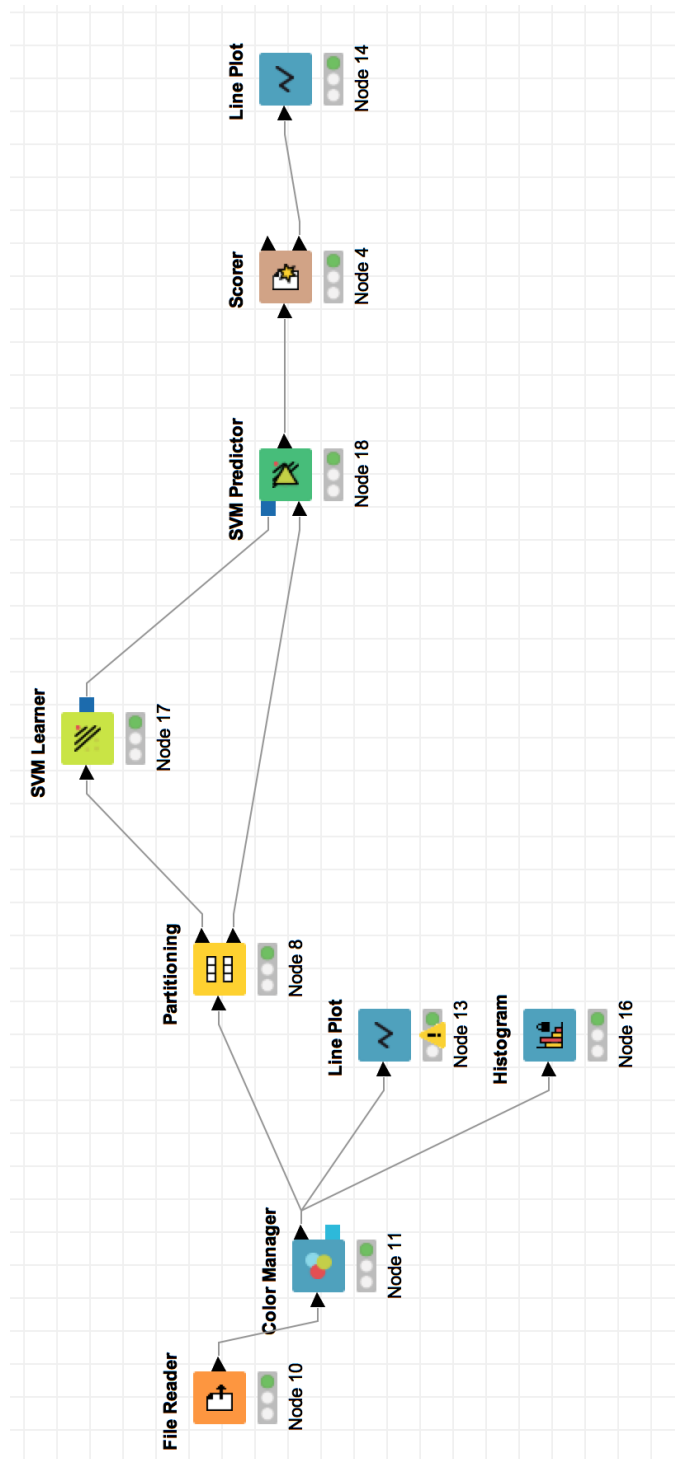 File Reader
Node 10
Color Manager
Node 11
Partitioning
Node 8
Line Plot
Node 13
Histogram
Node 16
SVM Learner
Node 17
SVM Predictor
Node 18
Scorer
Node 4
Line Plot
Node 14